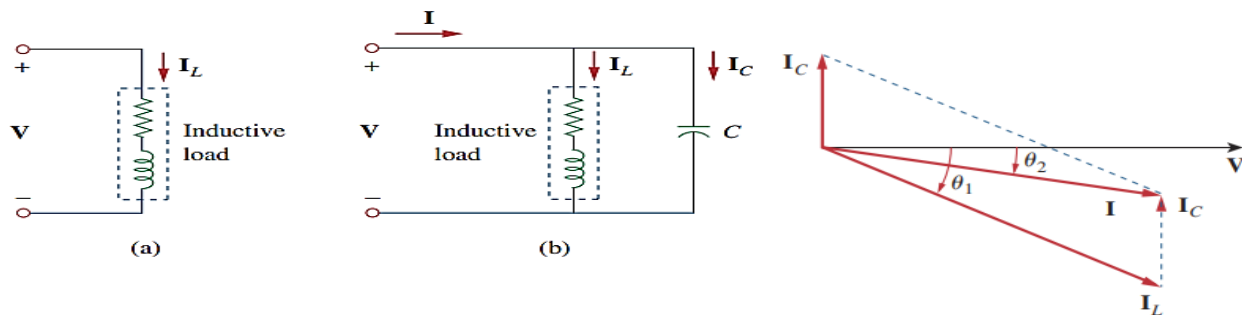 I_L
+
V
Inductive
load
−
(a)
I
I_L
I_C
+
V
Inductive
load
C
−
(b)
I_C
θ_2
V
θ_1
I
I_C
I_L